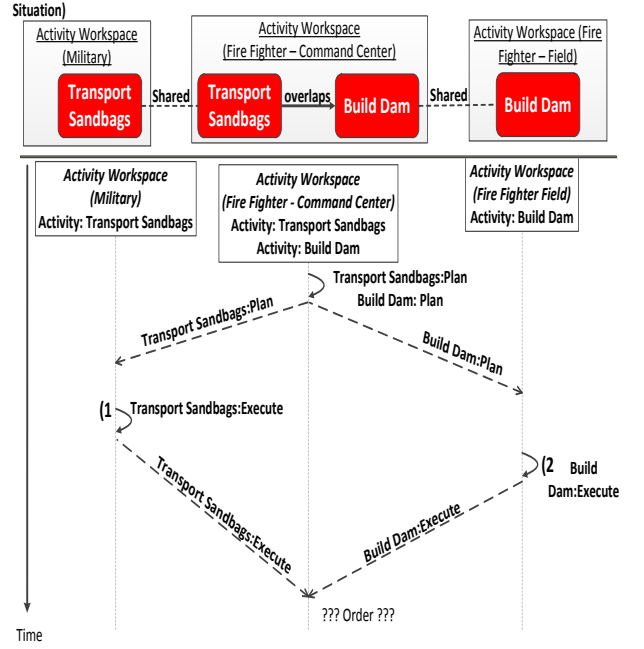 Situation)
Activity Workspace
(Military)
Activity Workspace
(Fire Fighter – Command Center)
Activity Workspace (Fire
Fighter – Field)
Transport
Sandbags
Shared
Transport
Sandbags
overlaps
Build Dam
Shared
Build Dam
Activity Workspace
(Military)
Activity: Transport Sandbags
Activity Workspace
(Fire Fighter - Command Center)
Activity: Transport Sandbags
Activity: Build Dam
Activity Workspace
(Fire Fighter Field)
Activity: Build Dam
Transport Sandbags:Plan
Build Dam: Plan
Transport Sandbags:Plan
Build Dam:Plan
(1 Transport Sandbags:Execute
(2 Build
Dam:Execute
Transport Sandbags:Execute
Build Dam:Execute
??? Order ???
Time